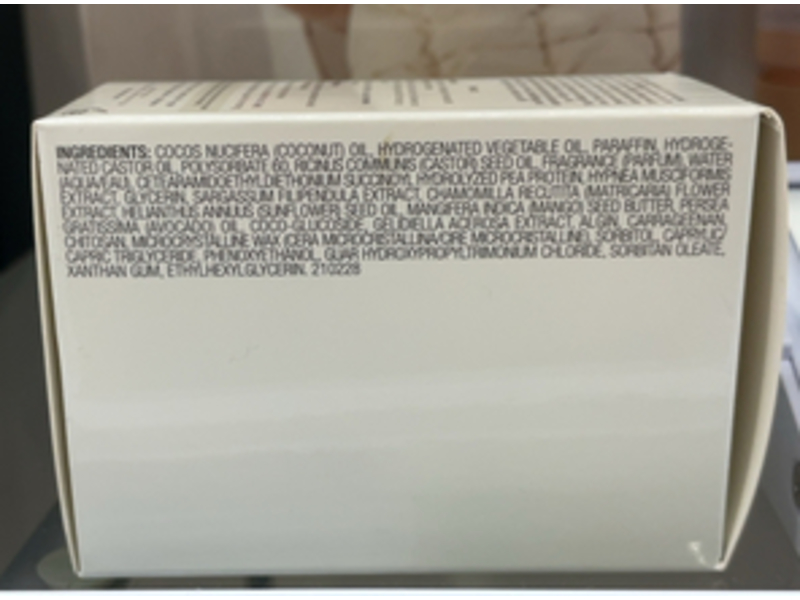 INGREDIENTS: COCOS NUCIFERA (COCONUT) OIL, HYDROGENATED VEGETABLE OIL, PARAFFIN, HYDROGE-
NATED CASTOR OIL, POLYSORBATE 60, RICINUS COMMUNIS (CASTOR) SEED OIL, FRAGRANCE (PARFUM), WATER
(AQUA/EAU), CETEARAMIDOETHYLDIETHONIUM SUCCINOYL HYDROLYZED PEA PROTEIN, HYPNEA MUSCIFORMIS
EXTRACT, GLYCERIN, SARGASSUM FILIPENDULA EXTRACT, CHAMOMILLA RECUTITA (MATRICARIA) FLOWER
EXTRACT, HELIANTHUS ANNUUS (SUNFLOWER) SEED OIL, MANGIFERA INDICA (MANGO) SEED BUTTER, PERSEA
GRATISSIMA (AVOCADO) OIL, COCO-GLUCOSIDE, GELIDIELLA ACEROSA EXTRACT, ALGIN, CARRAGEENAN,
CHITOSAN, MICROCRYSTALLINE WAX (CERA MICROCRISTALLINA/CIRE MICROCRISTALLINE), SORBITOL, CAPRYLIC/
CAPRIC TRIGLYCERIDE, PHENOXYETHANOL, GUAR HYDROXYPROPYLTRIMONIUM CHLORIDE, SORBITAN OLEATE,
XANTHAN GUM, ETHYLHEXYLGLYCERIN. 210228